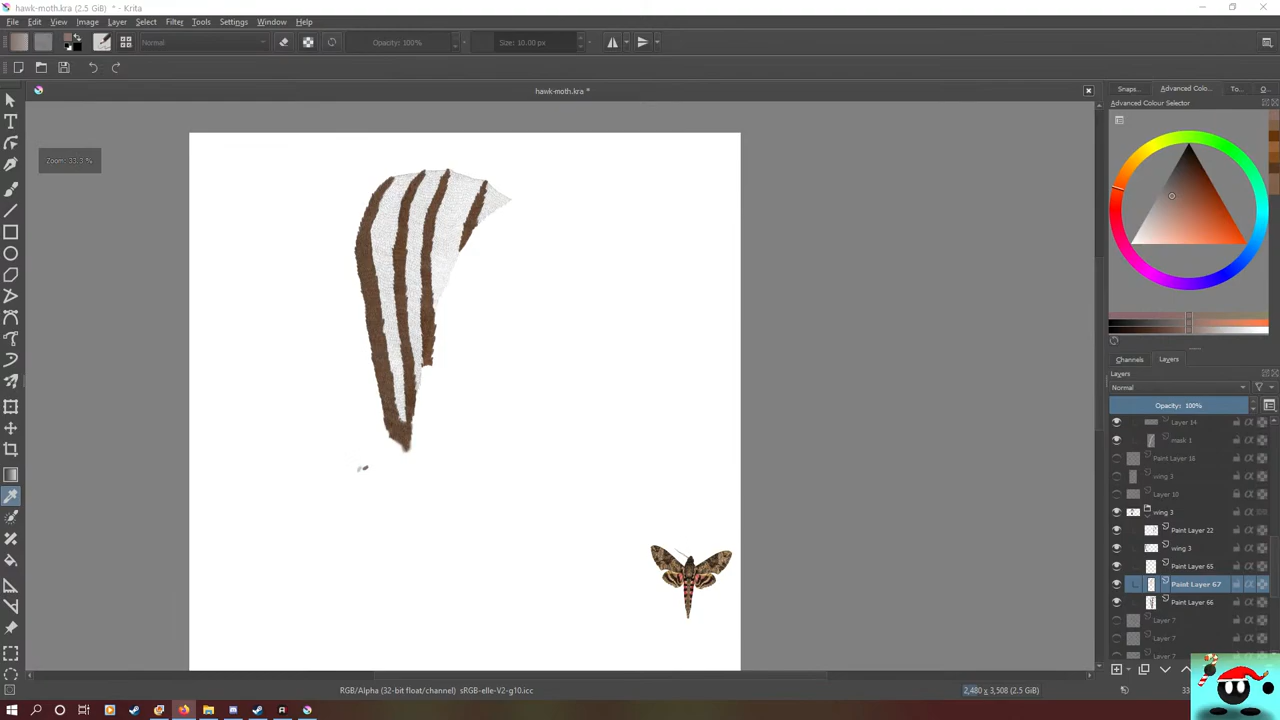 hawk-moth.kra (2.5 GiB) * - Krita
File Edit View Image Layer Select Filter Tools Settings Window Help
Normal Opacity: 100% Size: 10.00 px
hawk-moth.kra * Snaps... Advanced Colo... To... O...
Advanced Colour Selector
Zoom: 33.3 %
Channels Layers
Layers
Normal
Opacity: 100%
Layer 14
mask 1
Paint Layer 18
wing 3
Layer 10
wing 3
Paint Layer 22
wing 3
Paint Layer 65
Paint Layer 67
Paint Layer 66
Layer 7
Layer 7
Layer 7
RGB/Alpha (32-bit float/channel) sRGB-elle-V2-g10.icc 2,480 x 3,508 (2.5 GiB) 33